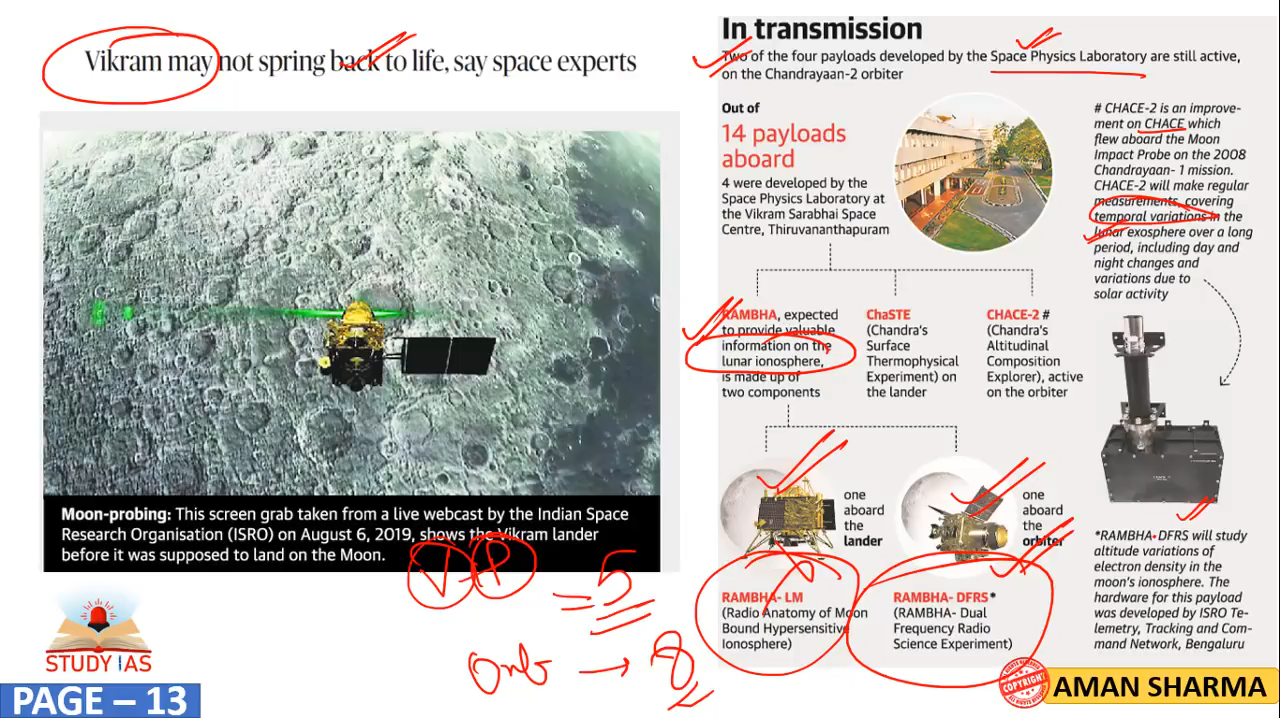 Vikram may not spring back to life, say space experts
Moon-probing: This screen grab taken from a live webcast by the Indian Space
Research Organisation (ISRO) on August 6, 2019, shows the Vikram lander
before it was supposed to land on the Moon.
In transmission
Two of the four payloads developed by the Space Physics Laboratory are still active,
on the Chandrayaan-2 orbiter
Out of
14 payloads
aboard
4 were developed by the
Space Physics Laboratory at
the Vikram Sarabhai Space
Centre, Thiruvananthapuram
# CHACE-2 is an improve-
ment on CHACE which
flew aboard the Moon
Impact Probe on the 2008
Chandrayaan- 1 mission.
CHACE-2 will make regular
measurements, covering
temporal variations in the
lunar exosphere over a long
period, including day and
night changes and
variations due to
solar activity
RAMBHA, expected
to provide valuable
information on the
lunar ionosphere,
is made up of
two components
ChaSTE
(Chandra's
Surface
Thermophysical
Experiment) on
the lander
CHACE-2 #
(Chandra's
Altitudinal
Composition
Explorer), active
on the orbiter
one
aboard
the
lander
one
aboard
the
orbiter
RAMBHA- LM
(Radio Anatomy of Moon
Bound Hypersensitive
Ionosphere)
RAMBHA- DFRS*
(RAMBHA- Dual
Frequency Radio
Science Experiment)
*RAMBHA-DFRS will study
altitude variations of
electron density in the
moon's ionosphere. The
hardware for this payload
was developed by ISRO Te-
lemetry, Tracking and Com-
mand Network, Bengaluru
V P = 5
Orb → 8
STUDY IAS
PAGE – 13
COPYRIGHT
AMAN SHARMA